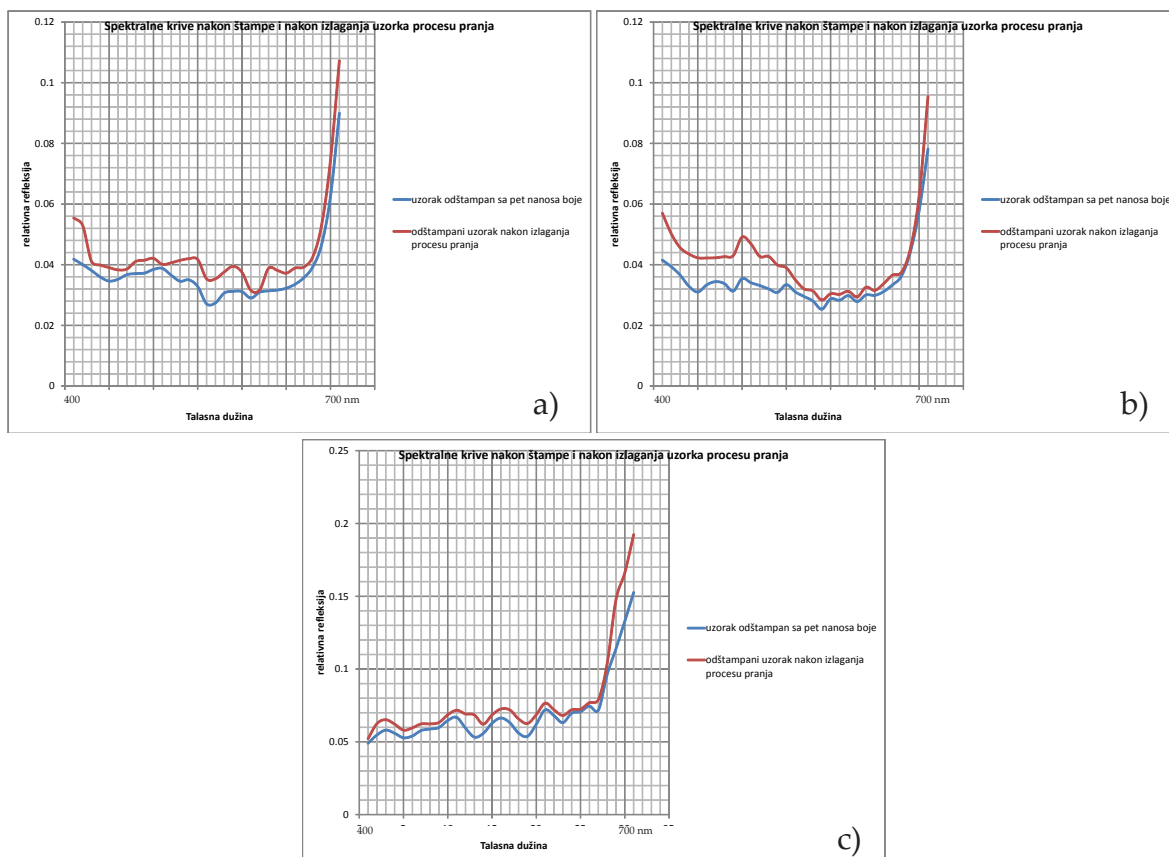 Spektralne krive nakon štampe i nakon izlaganja uzorka procesu pranja
0.12
0.1
0.08
0.06
0.04
0.02
0
relativna refleksija
400
700 nm
Talasna dužina
uzorak odštampan sa pet nanosa boje
odštampani uzorak nakon izlaganja
procesu pranja
a)
Spektralne krive nakon štampe i nakon izlaganja uzorka procesu pranja
0.12
0.1
0.08
0.06
0.04
0.02
0
relativna refleksija
400
700 nm
Talasna dužina
uzorak odštampan sa pet nanosa boje
odštampani uzorak nakon izlaganja
procesu pranja
b)
Spektralne krive nakon štampe i nakon izlaganja uzorka procesu pranja
0.25
0.2
0.15
0.1
0.05
0
relativna refleksija
400
700 nm
Talasna dužina
uzorak odštampan sa pet nanosa boje
odštampani uzorak nakon izlaganja
procesu pranja
c)